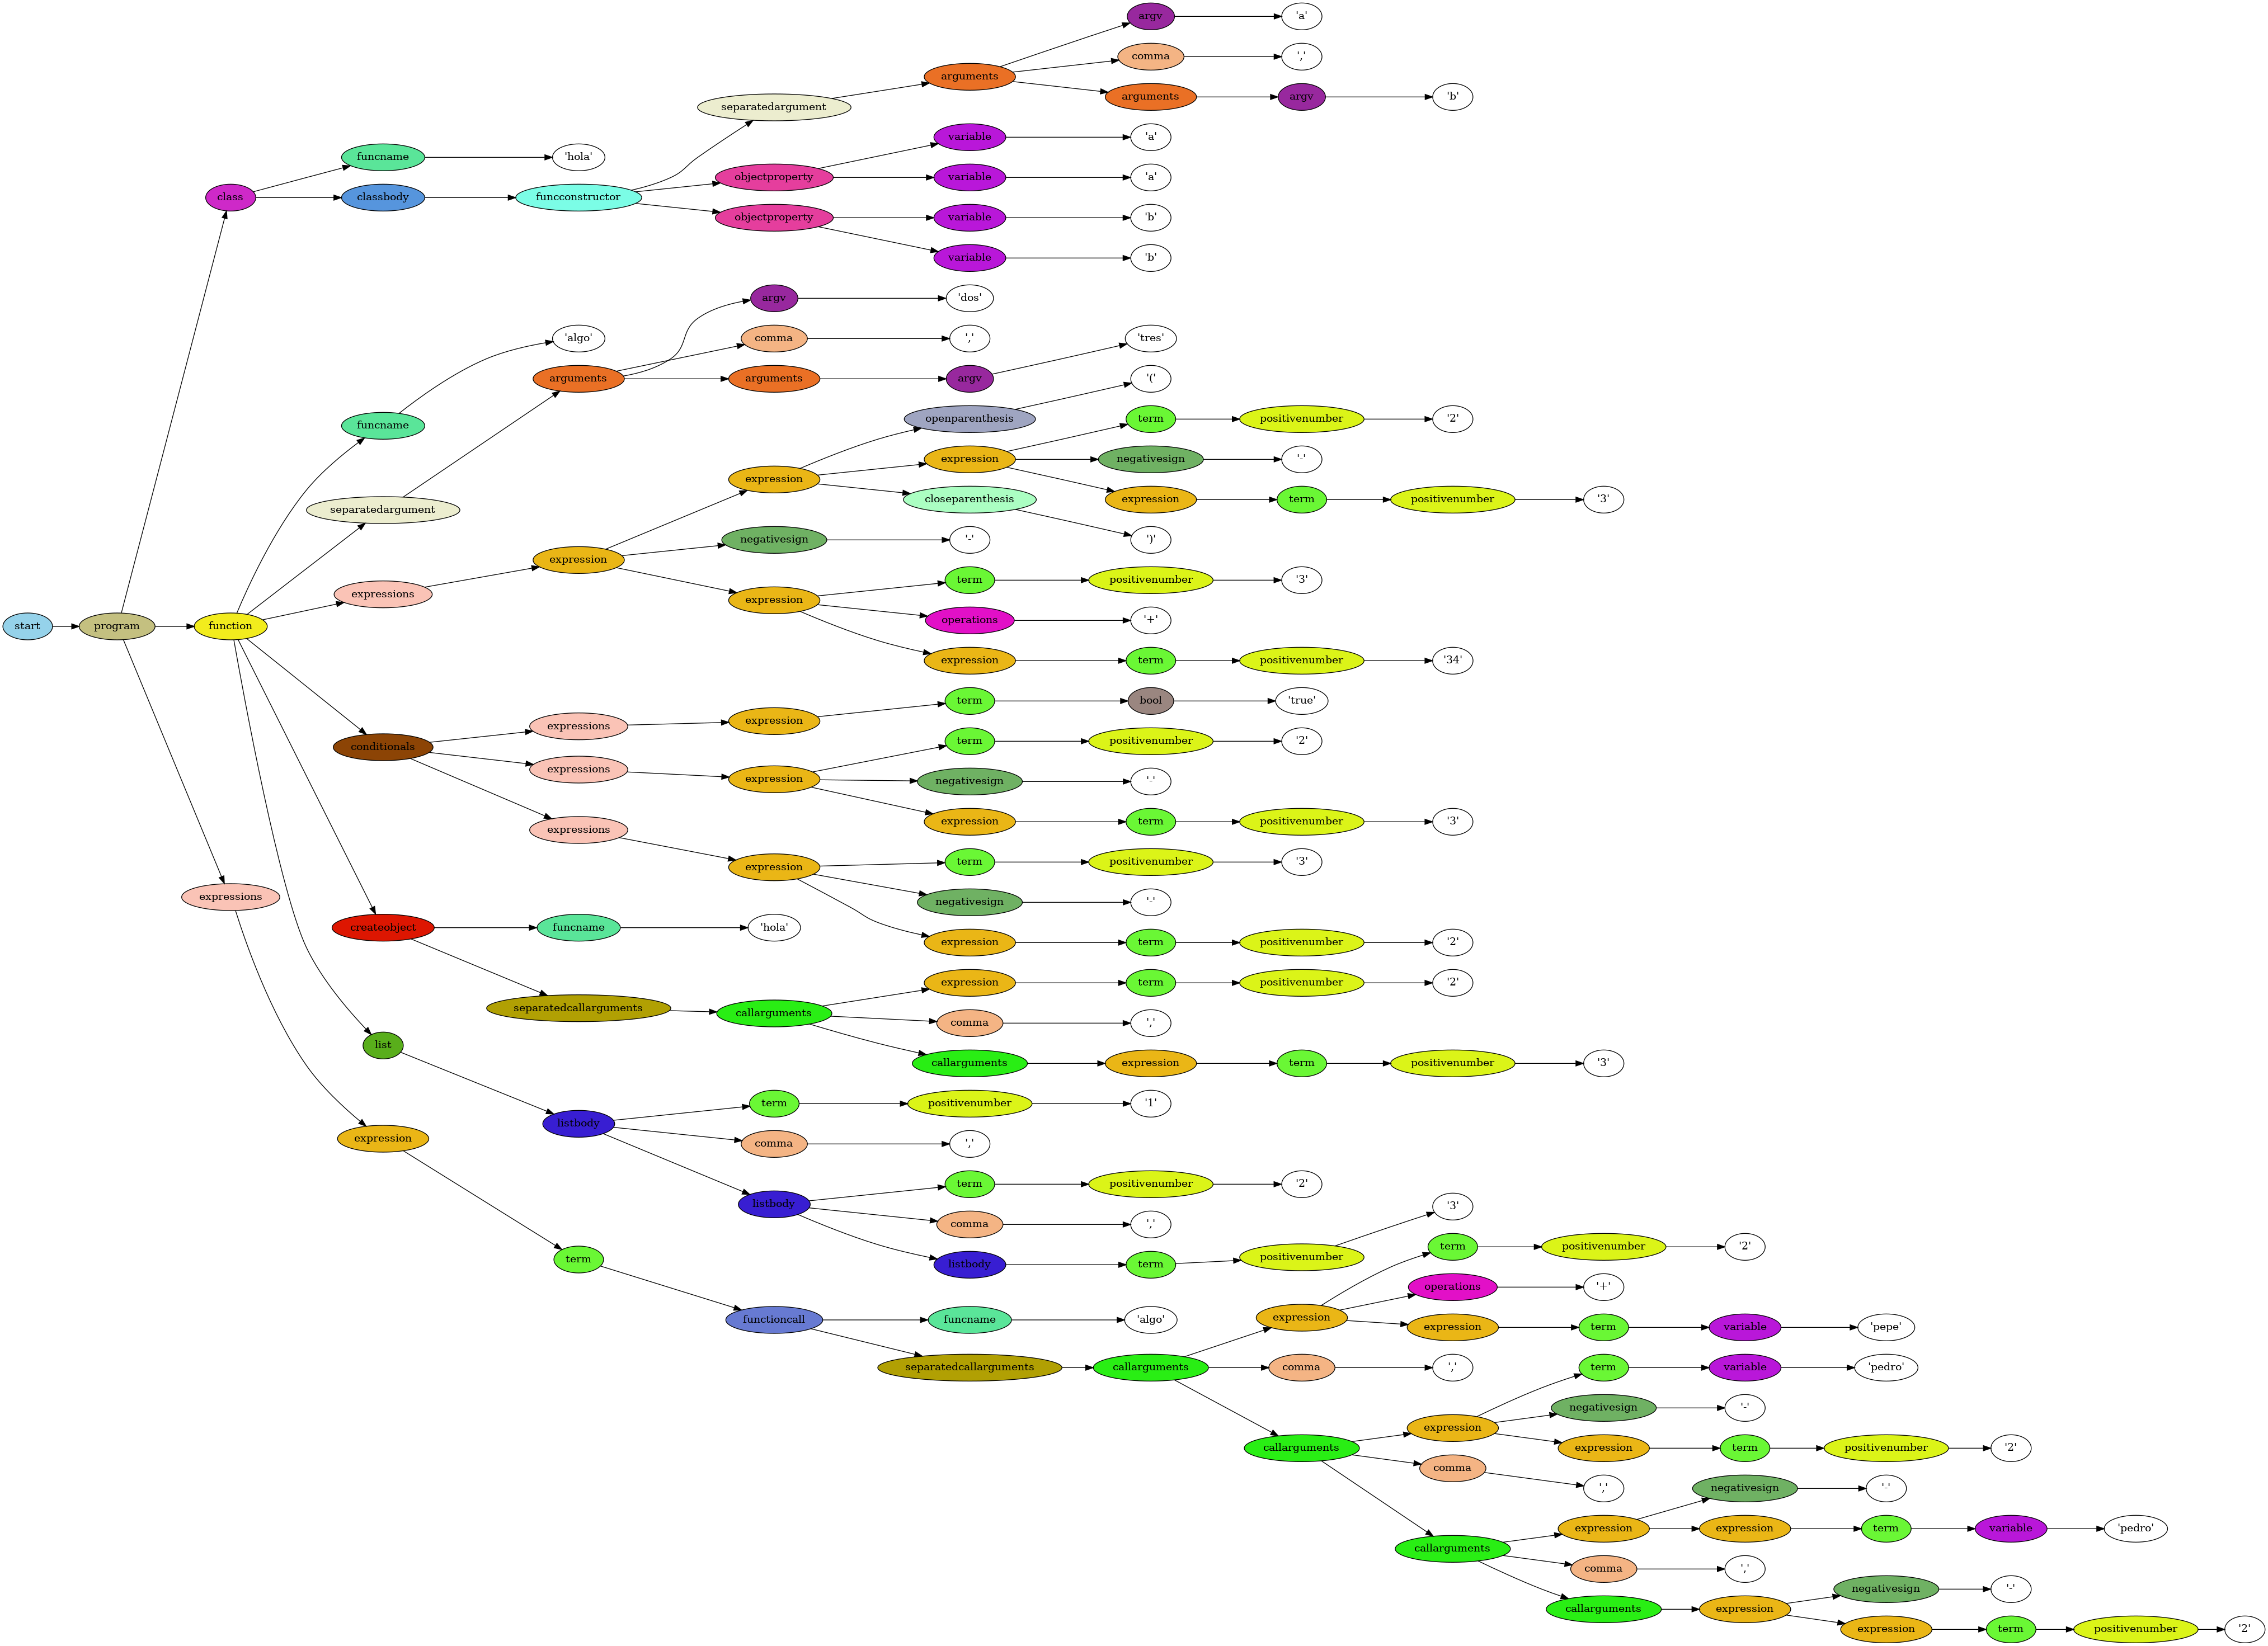 argv 'a'
comma ','
arguments
separatedargument
arguments argv 'b'
variable 'a'
funcname 'hola'
objectproperty variable 'a'
class classbody funcconstructor
objectproperty variable 'b'
variable 'b'
argv 'dos'
'algo' comma ',' 'tres'
arguments arguments argv '('
openparenthesis term positivenumber '2'
funcname
expression negativesign '-'
expression
closeparenthesis expression term positivenumber '3'
separatedargument
negativesign '-' ')'
expression
term positivenumber '3'
expressions expression
operations '+'
start program function
expression term positivenumber '34'
term bool 'true'
expressions expression
term positivenumber '2'
conditionals
expressions expression negativesign '-'
expression term positivenumber '3'
expressions
term positivenumber '3'
expression
expressions negativesign '-'
createobject funcname 'hola'
expression term positivenumber '2'
expression term positivenumber '2'
separatedcallarguments callarguments
comma ','
list
callarguments expression term positivenumber '3'
term positivenumber '1'
listbody
expression comma ','
term positivenumber '2'
listbody '3'
comma ','
term positivenumber '2'
term listbody term positivenumber
operations '+'
functioncall funcname 'algo' expression
expression term variable 'pepe'
separatedcallarguments callarguments comma ',' term variable 'pedro'
negativesign '-'
expression
callarguments expression term positivenumber '2'
comma
',' negativesign '-'
expression expression term variable 'pedro'
callarguments
comma ','
negativesign '-'
callarguments expression
expression term positivenumber '2'